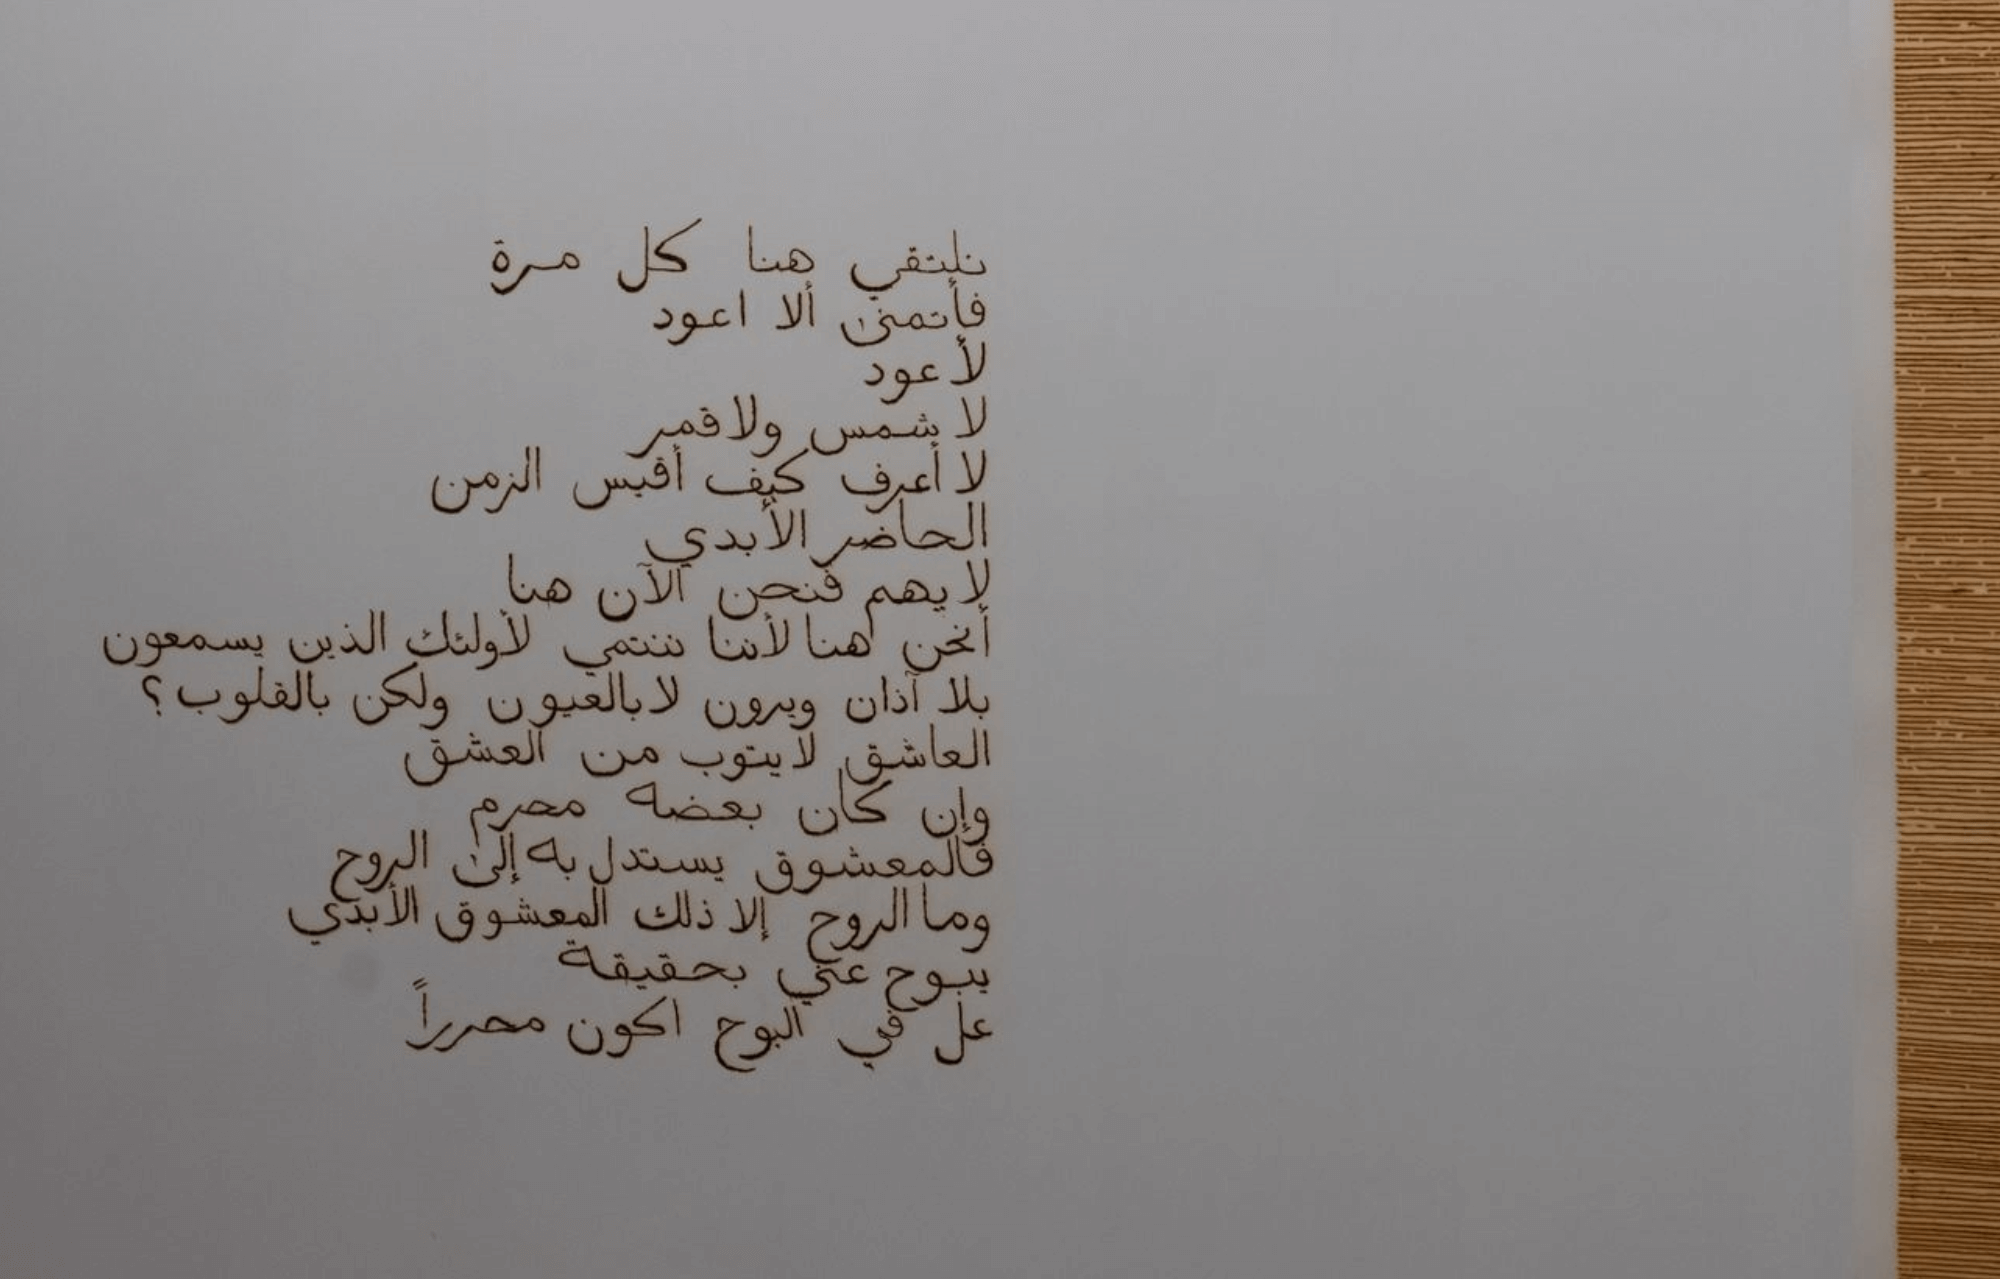 نلتقي هنا كل مرة
فأتمنى ألا اعود
لأعود
لا شمس ولا قمر
لا أعرف كيف أقيس الزمن
الحاضر الأبدي
لا يهم فنحن الآن هنا
أنحن هنا لأننا ننتمي لأولئك الذين يسمعون
بلا آذان ويرون لا بالعيون ولكن بالقلوب؟
العاشق لا يتوب من العشق
وإن كان بعضه محرم
فالمعشوق يستدل به إلى الروح
وما الروح إلا ذلك المعشوق الأبدي
يبوح عني بحقيقة
عل في البوح اكون محرراً